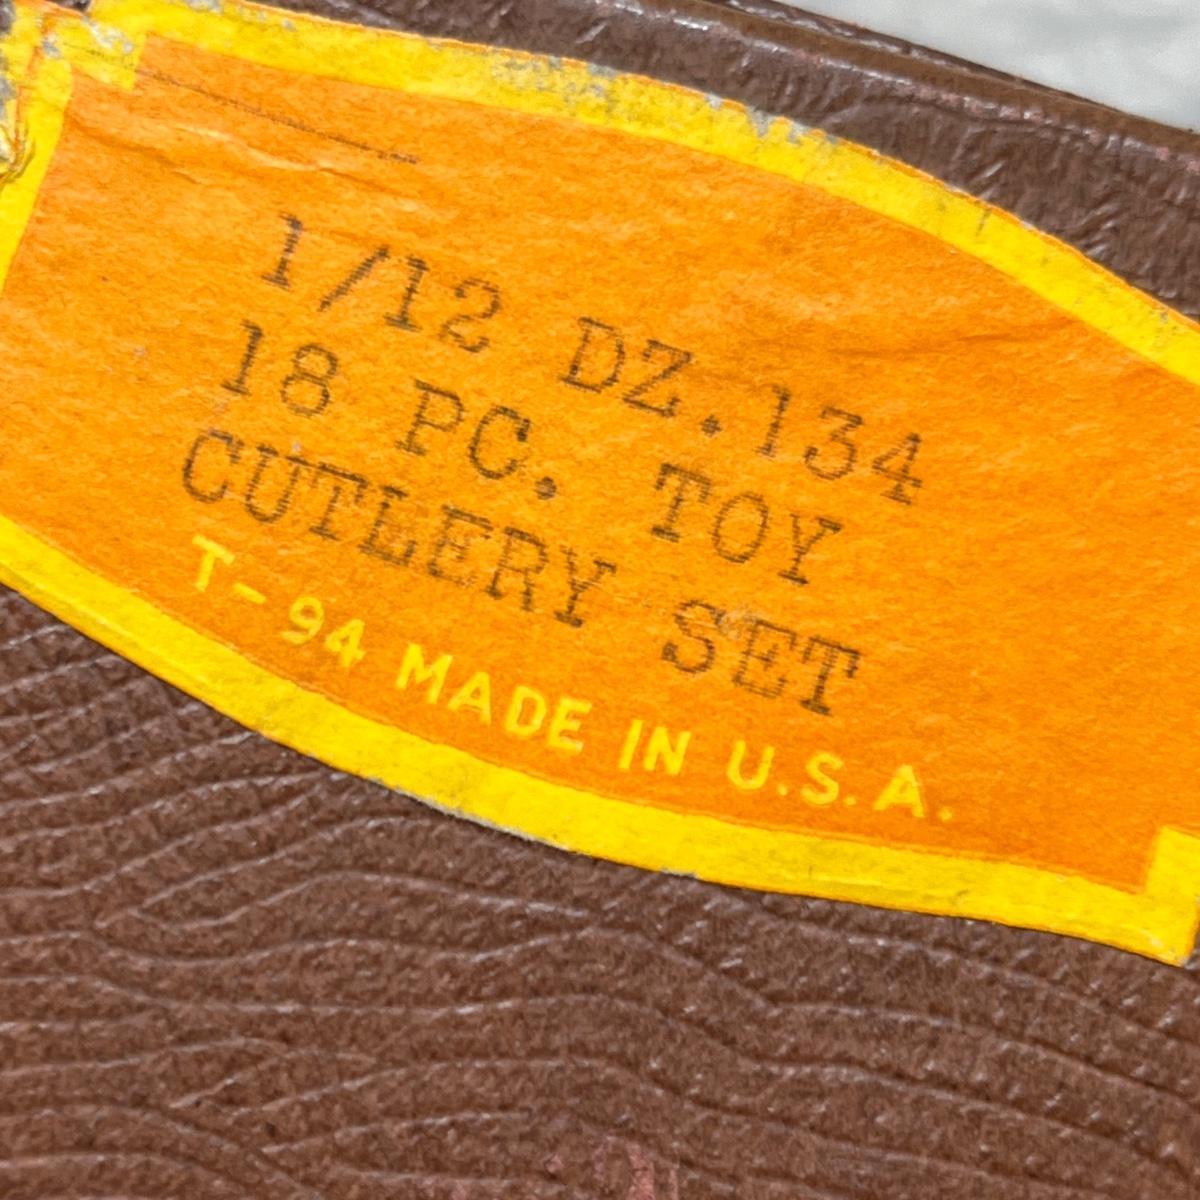 1/12 DZ.134
18 PC. TOY
CUTLERY SET
T-94 MADE IN U.S.A.